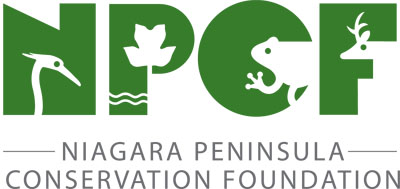 NPCF
NIAGARA PENINSULA
CONSERVATION FOUNDATION